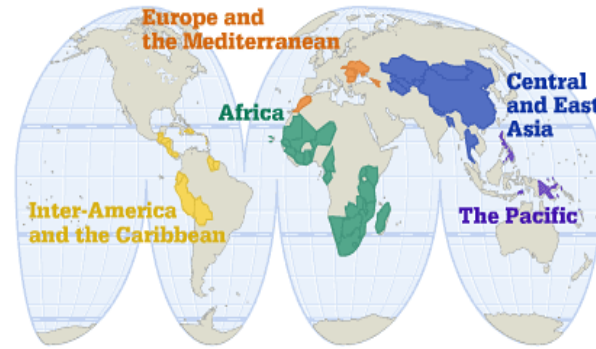 Europe and
the Mediterranean
Africa
Central
and East
Asia
Inter-America
and the Caribbean
The Pacific